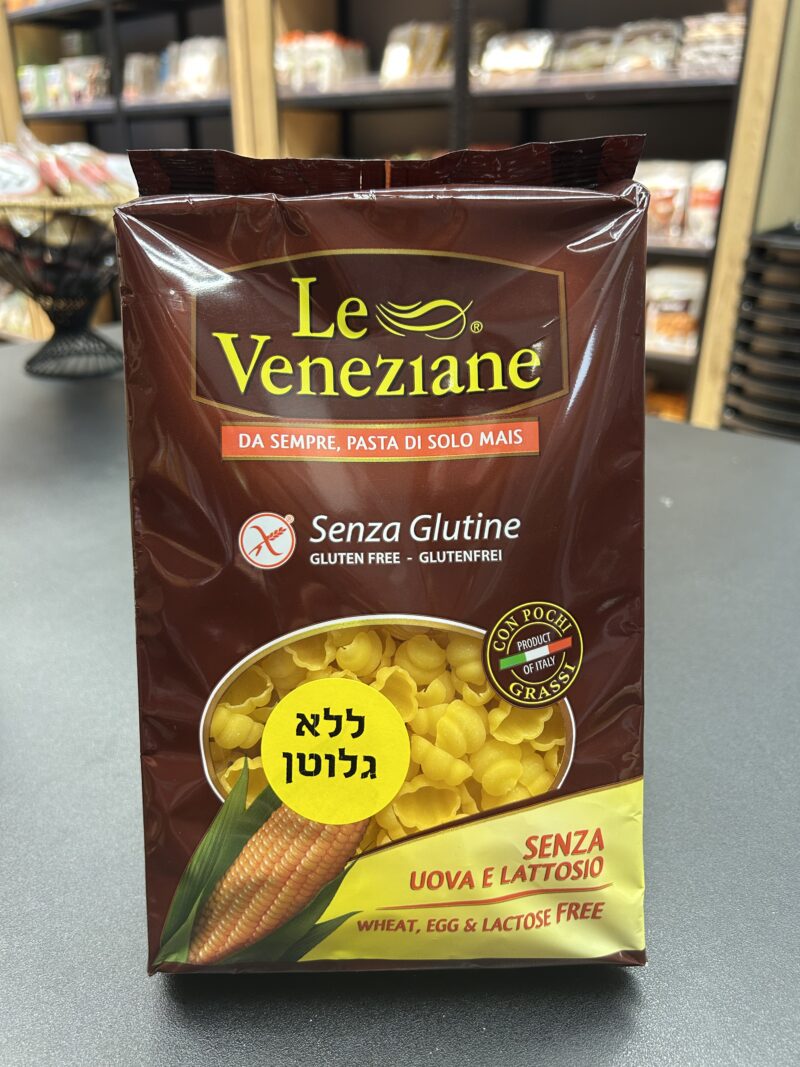 Le
Veneziane®
DA SEMPRE, PASTA DI SOLO MAIS
Senza Glutine
GLUTEN FREE - GLUTENFREI
CON POCHI
PRODUCT
OF ITALY
GRASSI
ללא
גלוטן
SENZA
UOVA E LATTOSIO
WHEAT, EGG & LACTOSE FREE